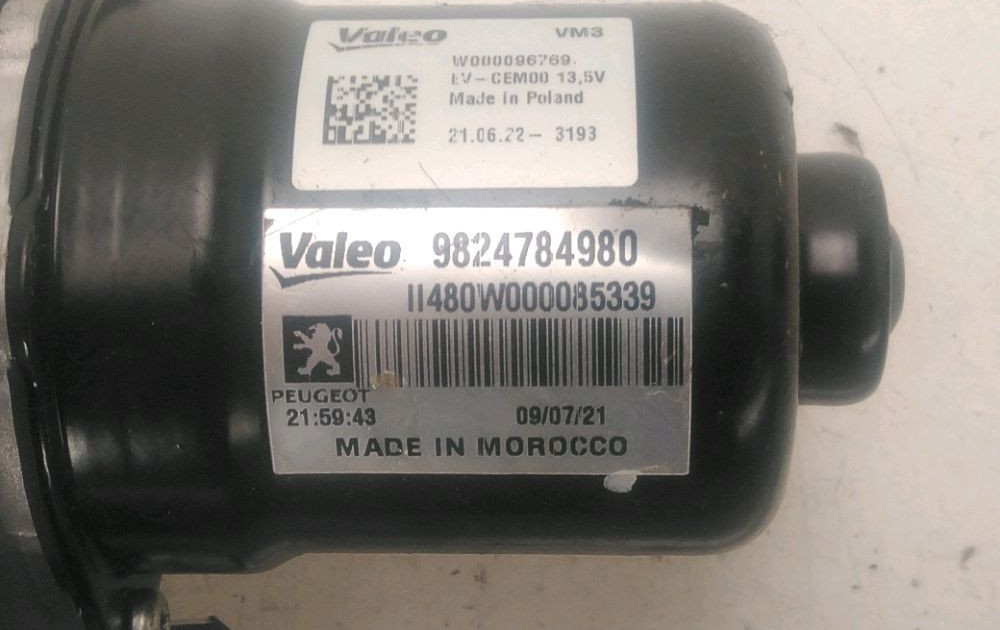 Valeo VM3
W000096769
EV-CEM00 13,5V
Made in Poland
21.06.22- 3193
Valeo 9824784980
II480W000085339
PEUGEOT
21:59:43 09/07/21
MADE IN MOROCCO